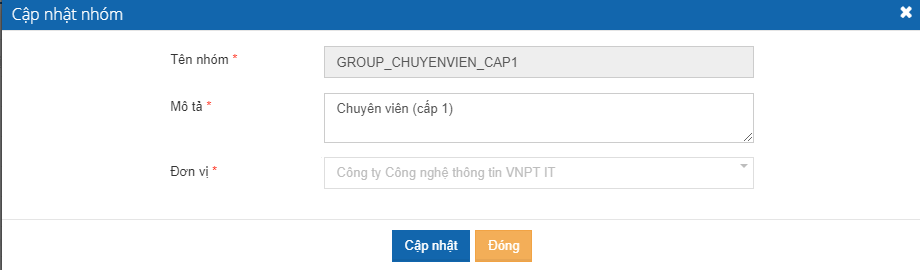 Cập nhật nhóm
Tên nhóm *
GROUP_CHUYENVIEN_CAP1
Mô tả *
Chuyên viên (cấp 1)
Đơn vị *
Công ty Công nghệ thông tin VNPT IT
Cập nhật
Đóng